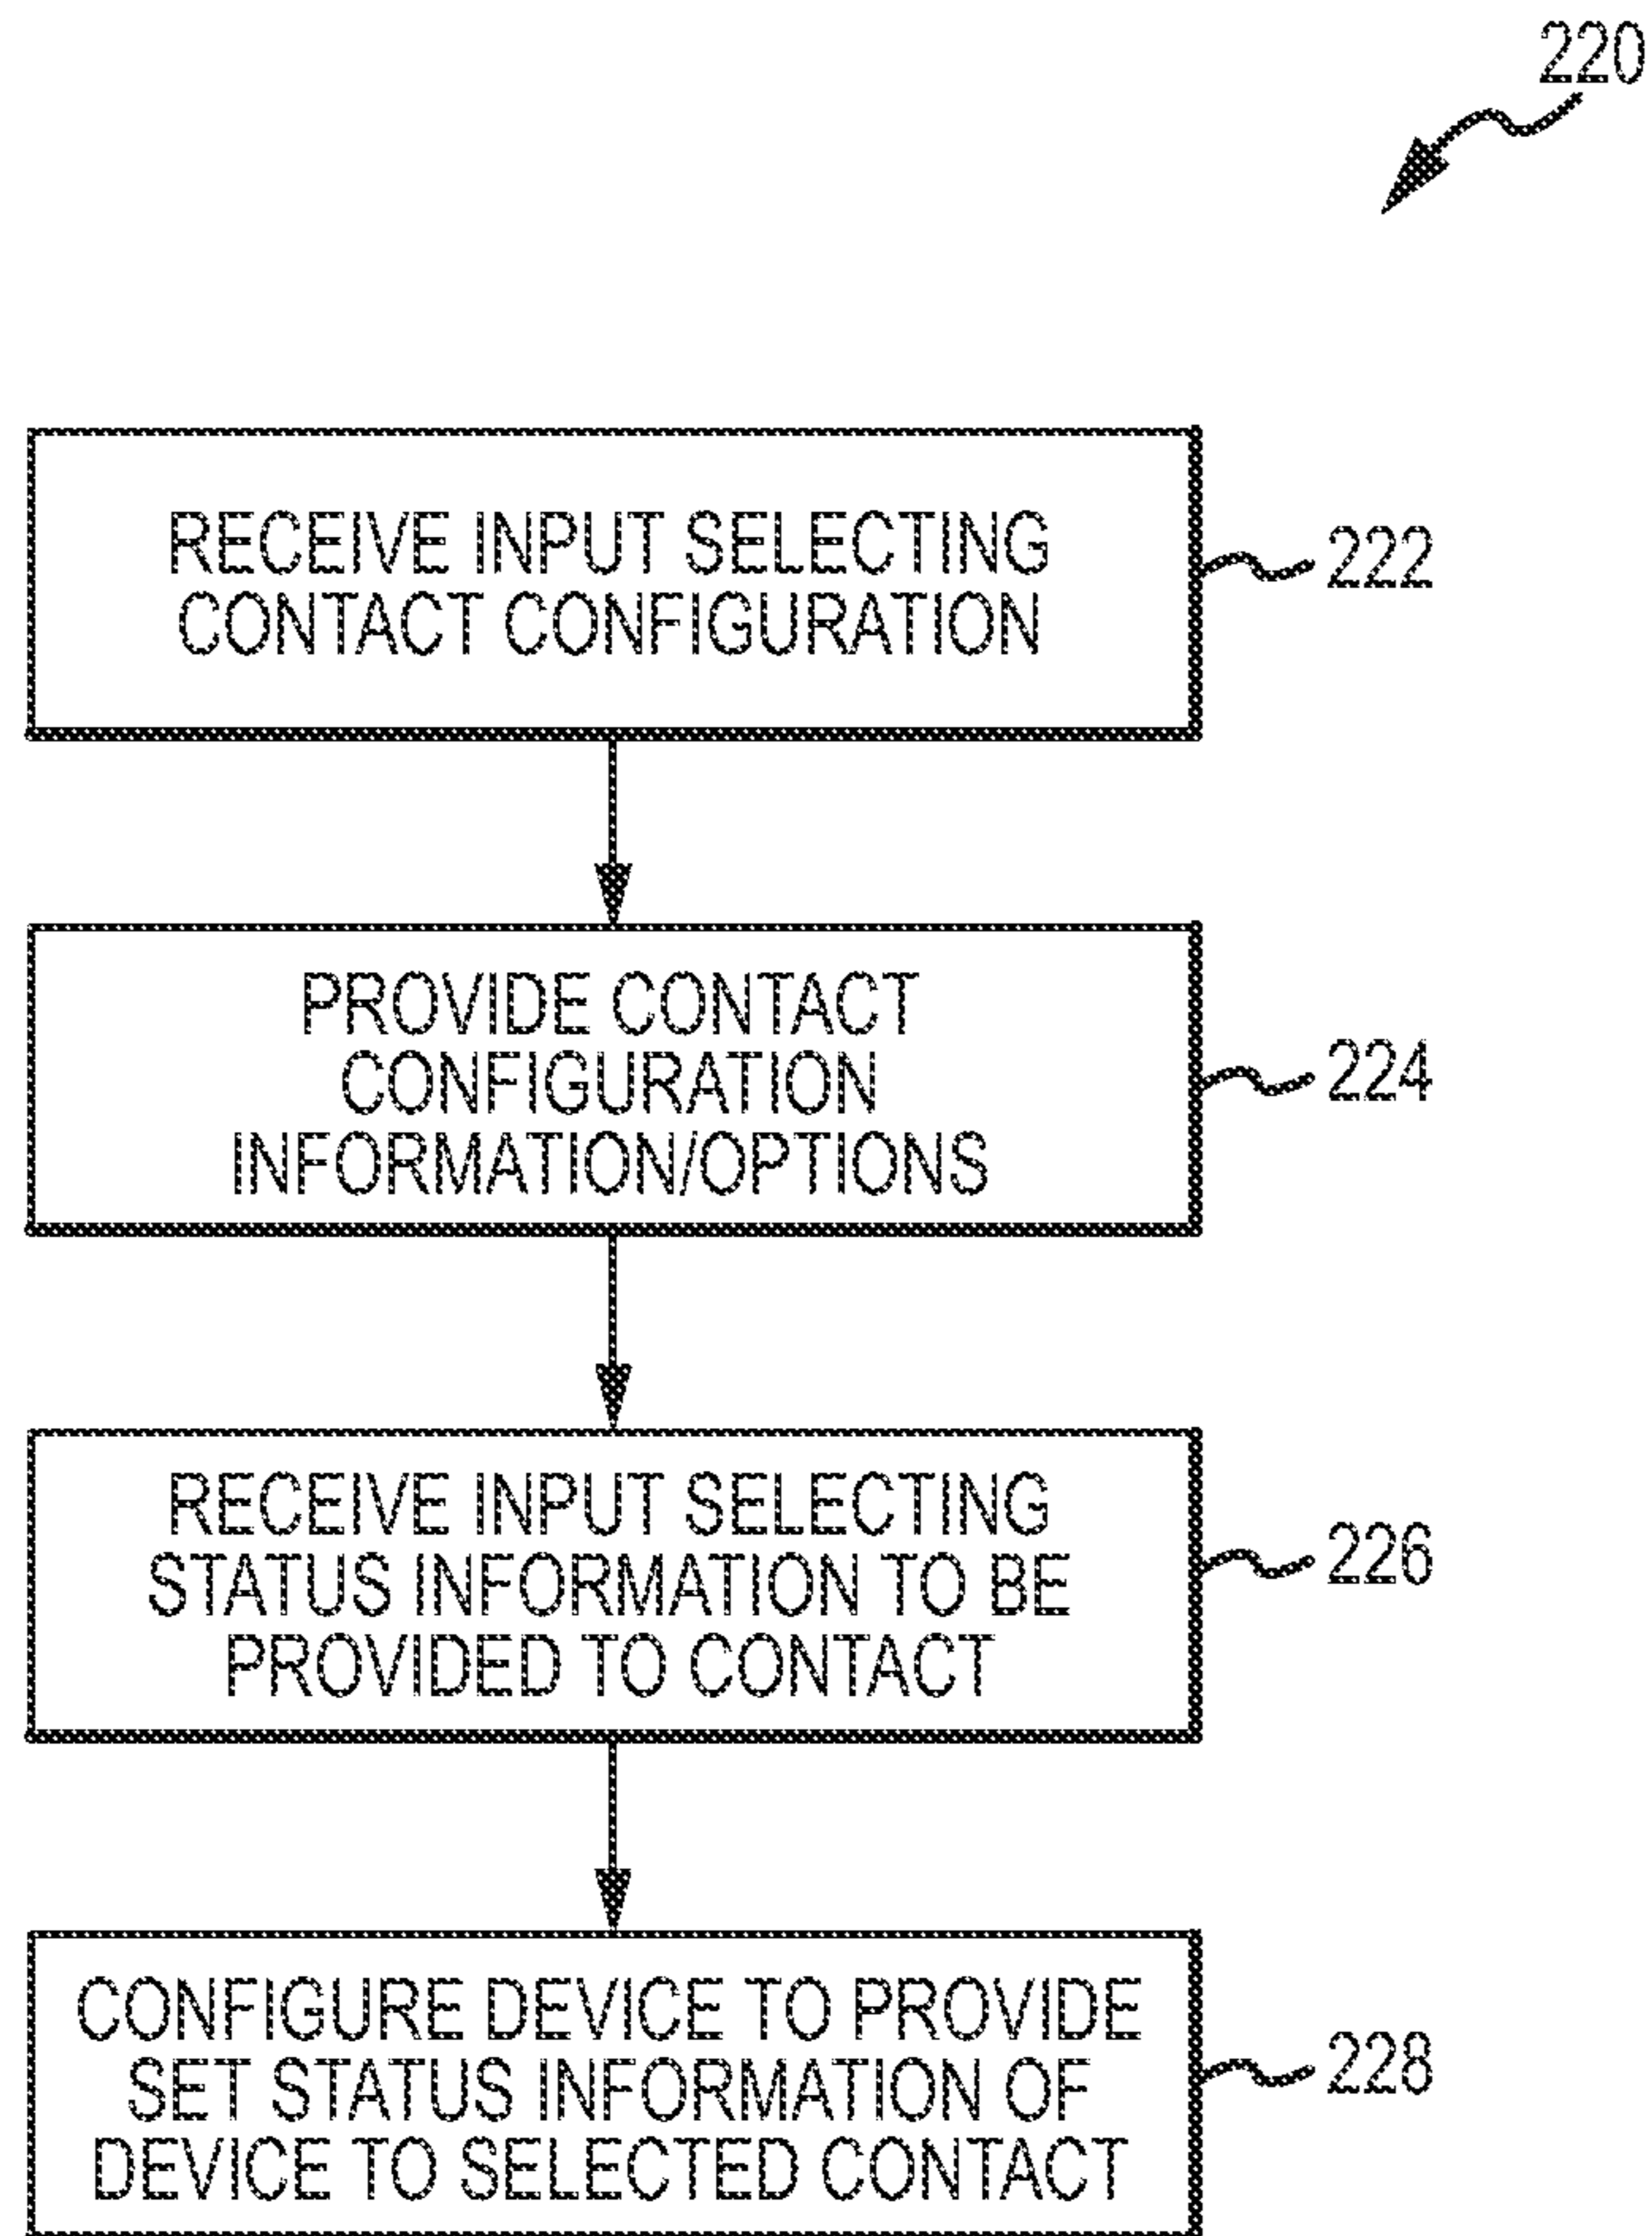 220
RECEIVE INPUT SELECTING
CONTACT CONFIGURATION
222
PROVIDE CONTACT
CONFIGURATION
INFORMATION/OPTIONS
224
RECEIVE INPUT SELECTING
STATUS INFORMATION TO BE
PROVIDED TO CONTACT
226
CONFIGURE DEVICE TO PROVIDE
SET STATUS INFORMATION OF
DEVICE TO SELECTED CONTACT
228